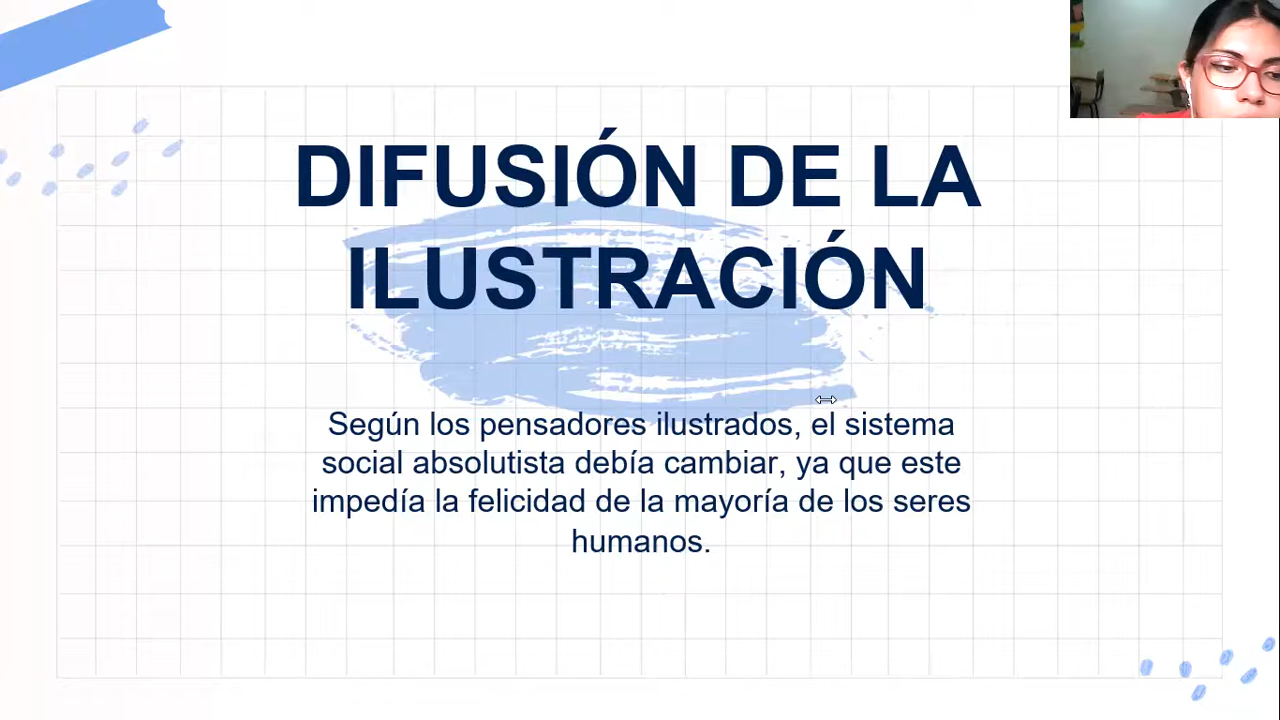 DIFUSIÓN DE LA
ILUSTRACIÓN
Según los pensadores ilustrados, el sistema
social absolutista debía cambiar, ya que este
impedía la felicidad de la mayoría de los seres
humanos.